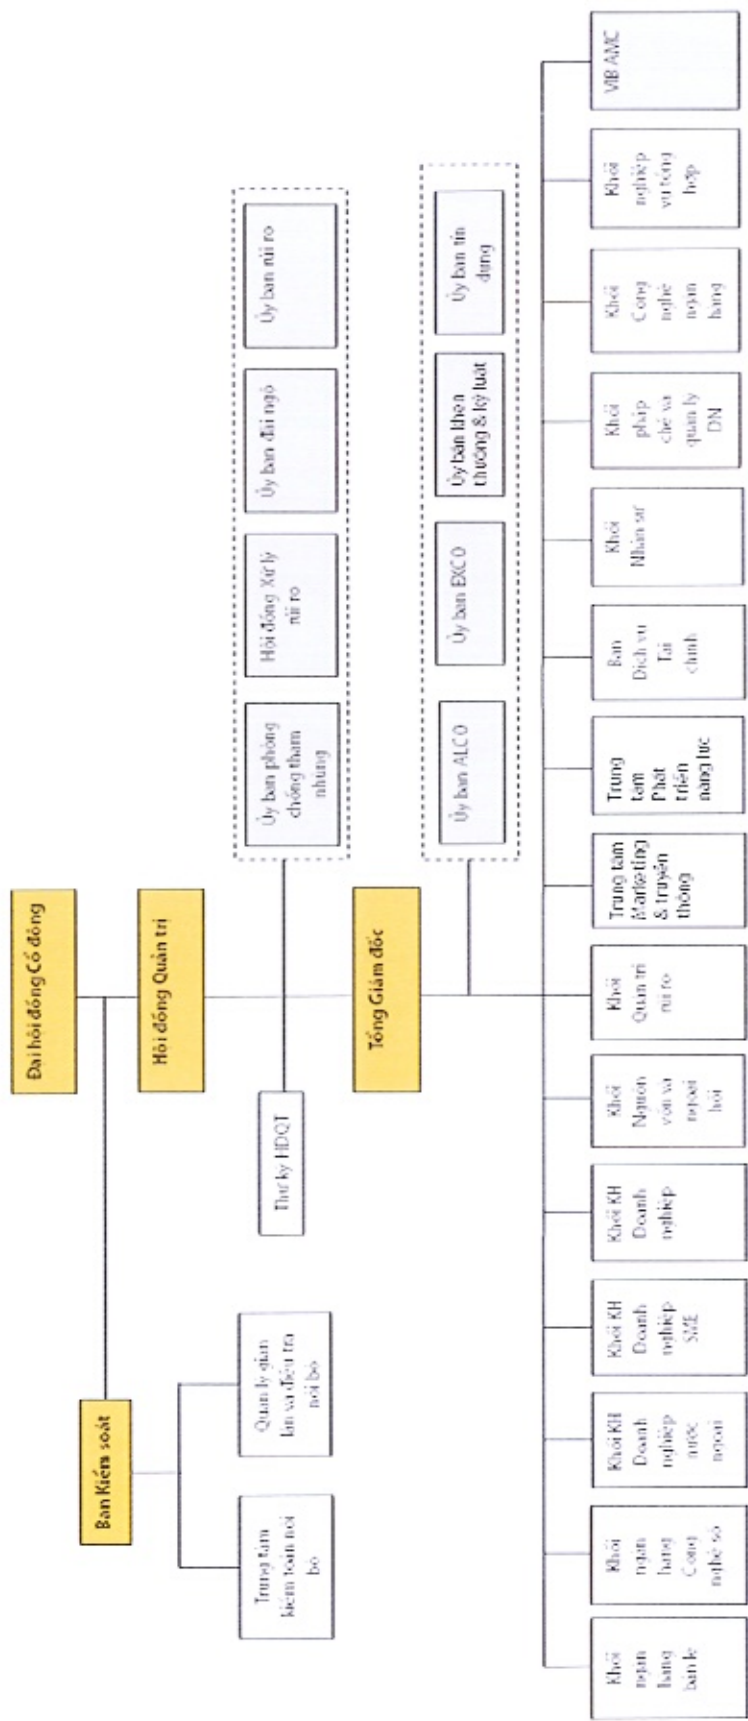 Đại hội đồng Cổ đông
Ban Kiểm soát
Hội đồng Quản trị
Trung tâm
kiểm toán nội
bộ
Quản lý gian
lận và điều tra
nội bộ
Thư ký HĐQT
Ủy ban phòng
chống tham
nhũng
Hội đồng Xử lý
rủi ro
Ủy ban đãi ngộ
Ủy ban rủi ro
Tổng Giám đốc
Ủy ban ALCO
Ủy ban EXCO
Ủy ban khen
thưởng & kỷ luật
Ủy ban tín
dụng
Khối
ngân
hàng
bán lẻ
Khối
ngân
hàng
Công
nghệ số
Khối KH
Doanh
nghiệp
nước
ngoài
Khối KH
Doanh
nghiệp
SME
Khối KH
Doanh
nghiệp
Khối
Nguồn
vốn và
ngoại
hối
Khối
Quản trị
rủi ro
Trung tâm
Marketing
& truyền
thông
Trung
tâm
Phát
triển
năng lực
Ban
Dịch vụ
Tài
chính
Khối
Nhân sự
Khối
pháp
chế và
quản lý
DN
Khối
Công
nghệ
ngân
hàng
Khối
nghiệp
vụ tổng
hợp
VIB AMC